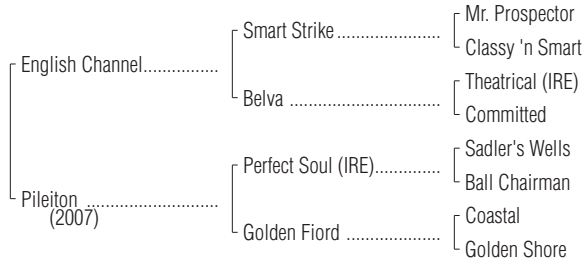 Mr. Prospector
Smart Strike ..................
Classy 'n Smart
English Channel...............
Theatrical (IRE)
Belva ..........................
Committed
Sadler's Wells
Perfect Soul (IRE).............
Ball Chairman
Pileiton ........................
(2007)
Coastal
Golden Fiord ................
Golden Shore